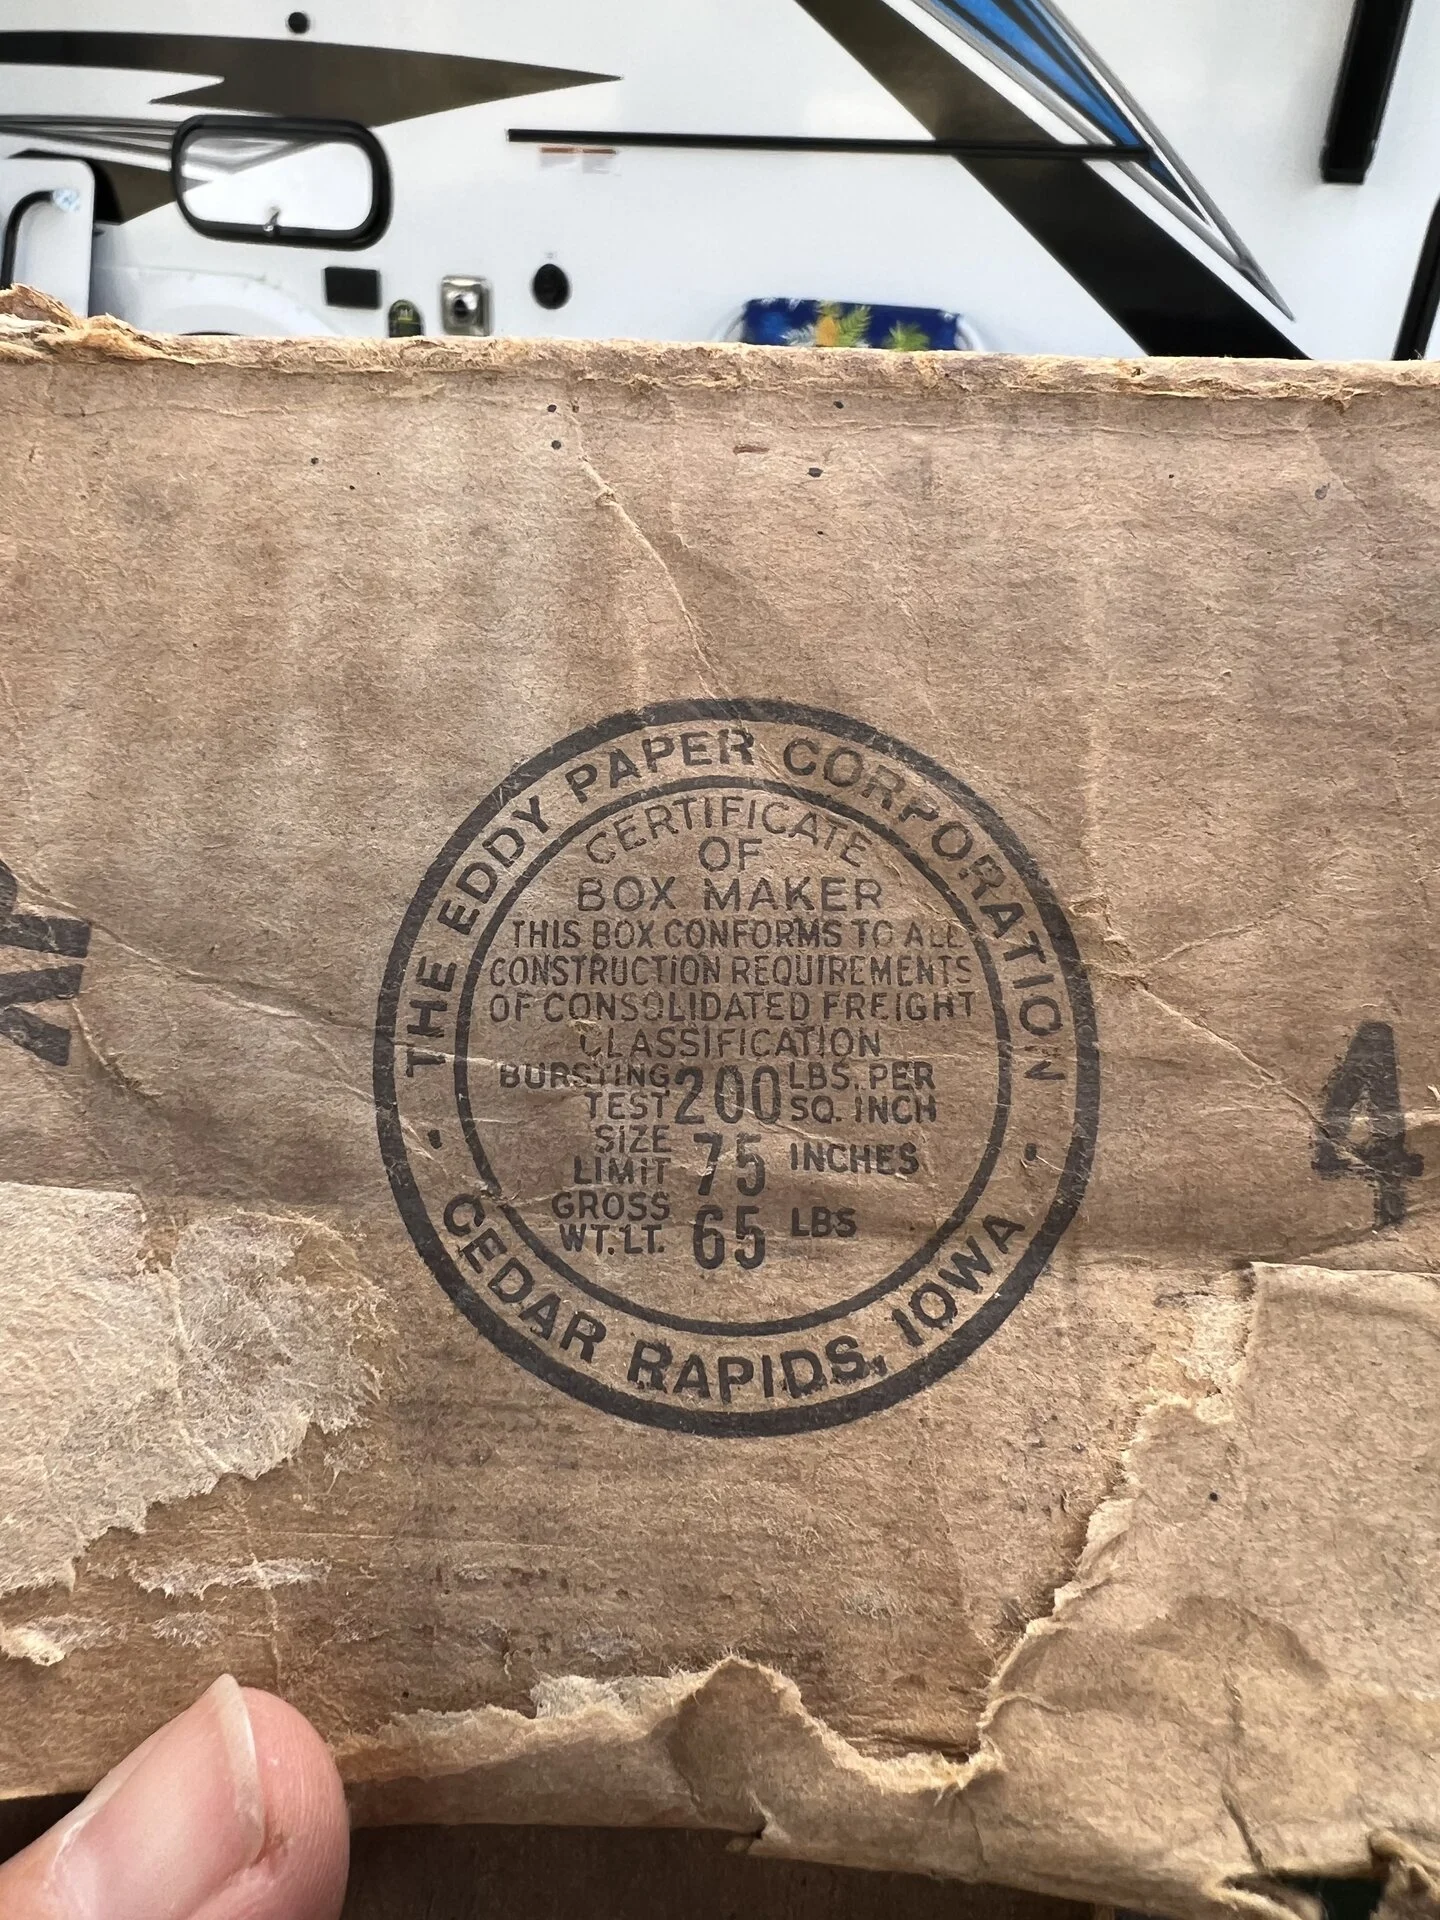 THE EDDY PAPER CORPORATION
CERTIFICATE
OF
BOX MAKER
THIS BOX CONFORMS TO ALL
CONSTRUCTION REQUIREMENTS
OF CONSOLIDATED FREIGHT
CLASSIFICATION
BURSTING TEST 200 LBS. PER SQ. INCH
SIZE LIMIT 75 INCHES
GROSS WT. LT. 65 LBS
CEDAR RAPIDS, IOWA
4